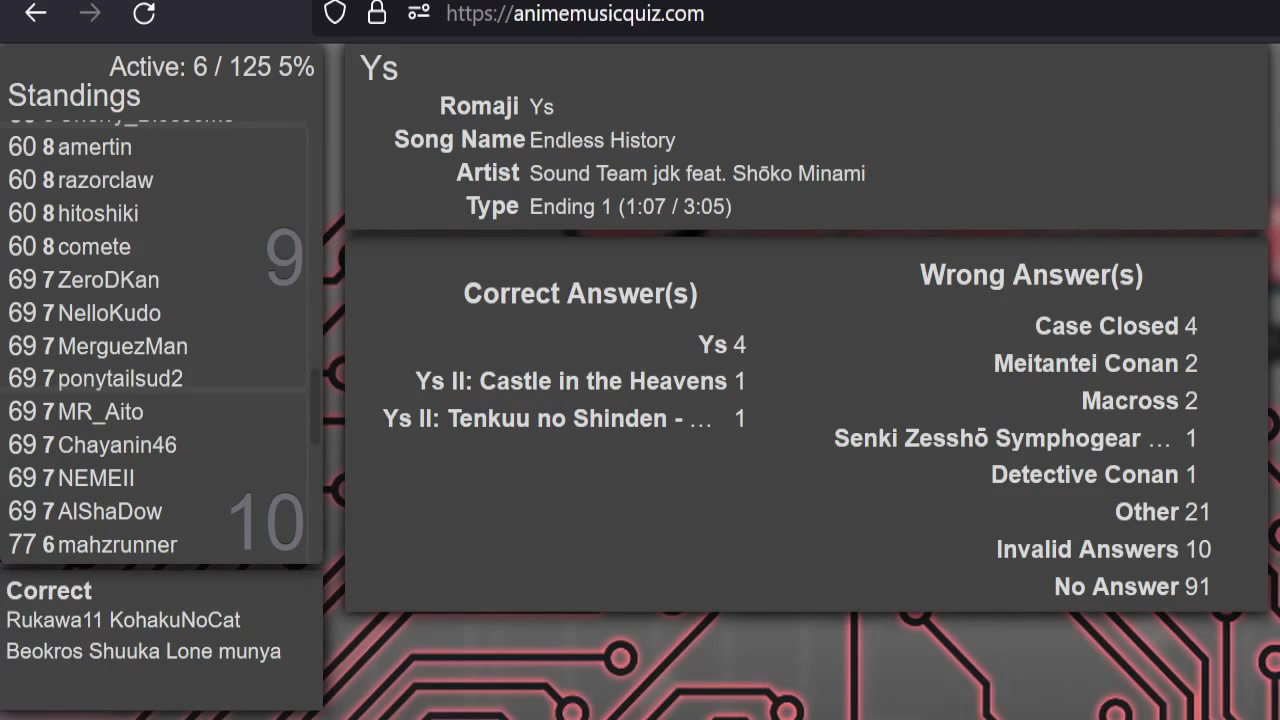 https://animemusicquiz.com
Active: 6 / 125 5%
Standings
60 8 amertin
60 8 razorclaw
60 8 hitoshiki
60 8 comete
9
69 7 ZeroDKan
69 7 NelloKudo
69 7 MerguezMan
69 7 ponytailsud2
69 7 MR_Aito
69 7 Chayanin46
69 7 NEMEII
69 7 AlShaDow
10
77 6 mahzrunner
Correct
Rukawa11 KohakuNoCat
Beokros Shuuka Lone munya
Ys
Romaji Ys
Song Name Endless History
Artist Sound Team jdk feat. Shōko Minami
Type Ending 1 (1:07 / 3:05)
Correct Answer(s)
Ys 4
Ys II: Castle in the Heavens 1
Ys II: Tenkuu no Shinden - ... 1
Wrong Answer(s)
Case Closed 4
Meitantei Conan 2
Macross 2
Senki Zesshō Symphogear ... 1
Detective Conan 1
Other 21
Invalid Answers 10
No Answer 91